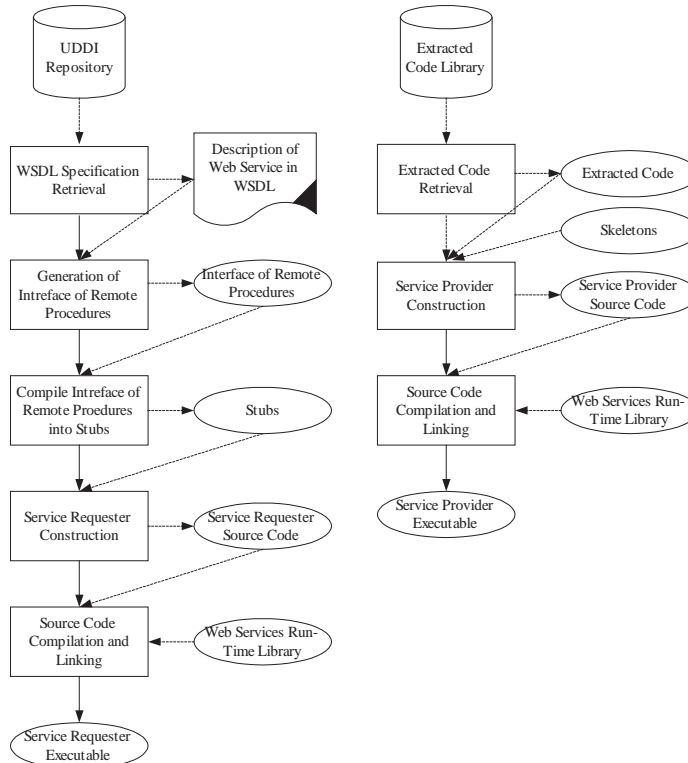 UDDI
Repository
WSDL Specification
Retrieval
Description of
Web Service in
WSDL
Generation of
Intreface of Remote
Procedures
Interface of Remote
Procedures
Compile Intreface of
Remote Proedures
into Stubs
Stubs
Service Requester
Construction
Service Requester
Source Code
Source Code
Compilation and
Linking
Web Services Run-
Time Library
Service Requester
Executable
Extracted
Code Library
Extracted Code
Retrieval
Extracted Code
Skeletons
Service Provider
Construction
Service Provider
Source Code
Source Code
Compilation and
Linking
Web Services Run-
Time Library
Service Provider
Executable